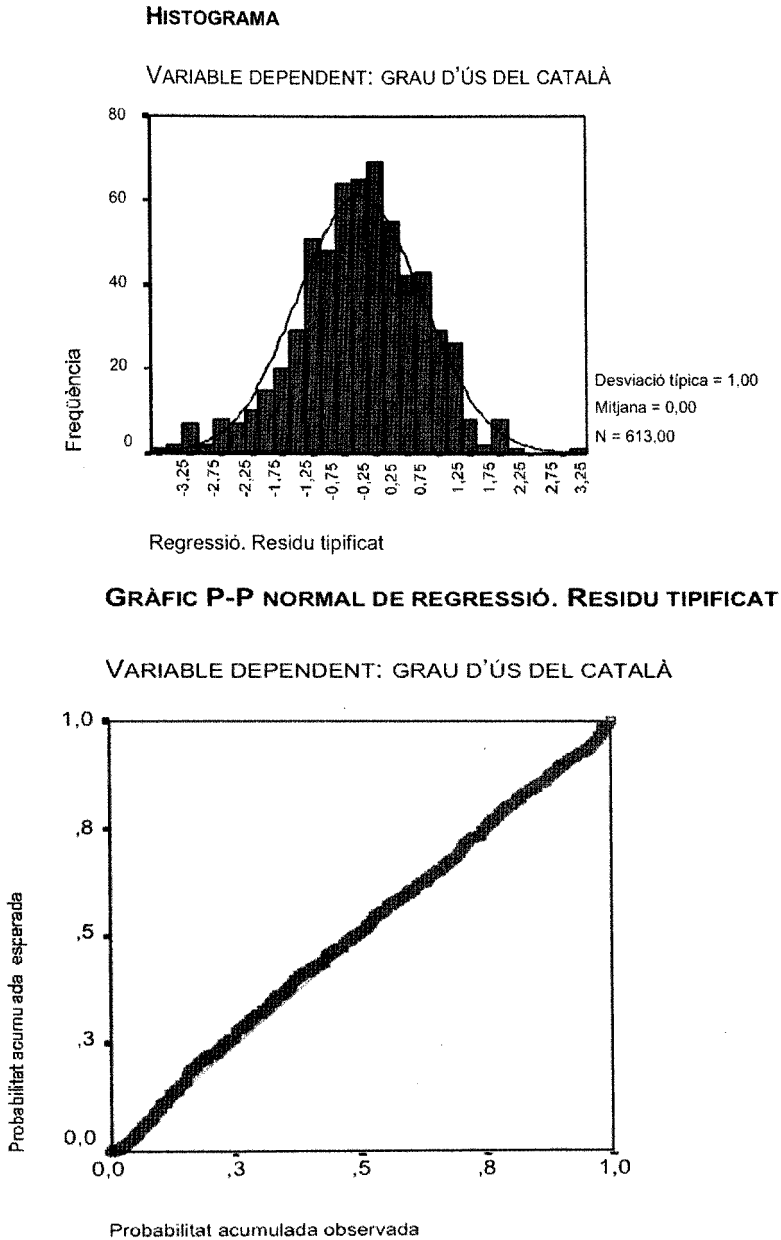 HISTOGRAMA
VARIABLE DEPENDENT: GRAU D'ÚS DEL CATALÀ
80
60
40
20
0
Freqüència
-3,25
-2,75
-2,25
-1,75
-1,25
-0,75
-0,25
0,25
0,75
1,25
1,75
2,25
2,75
3,25
Desviació típica = 1,00
Mitjana = 0,00
N = 613,00
Regressió. Residu tipificat
GRÀFIC P-P NORMAL DE REGRESSIÓ. RESIDU TIPIFICAT
VARIABLE DEPENDENT: GRAU D'ÚS DEL CATALÀ
1,0
,8
,5
,3
0,0
Probabilitat acumu ada esperada
0,0
,3
,5
,8
1,0
Probabilitat acumulada observada